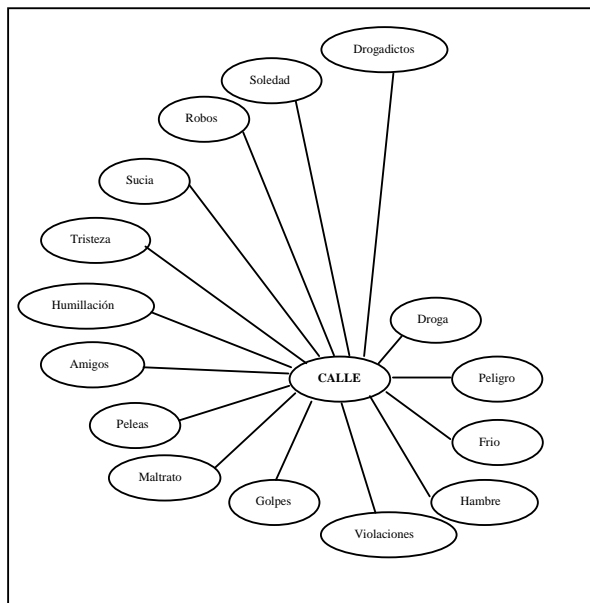 Drogadictos
Soledad
Robos
Sucia
Tristeza
Humillación
Droga
Amigos
CALLE
Peligro
Peleas
Frio
Maltrato
Golpes
Hambre
Violaciones